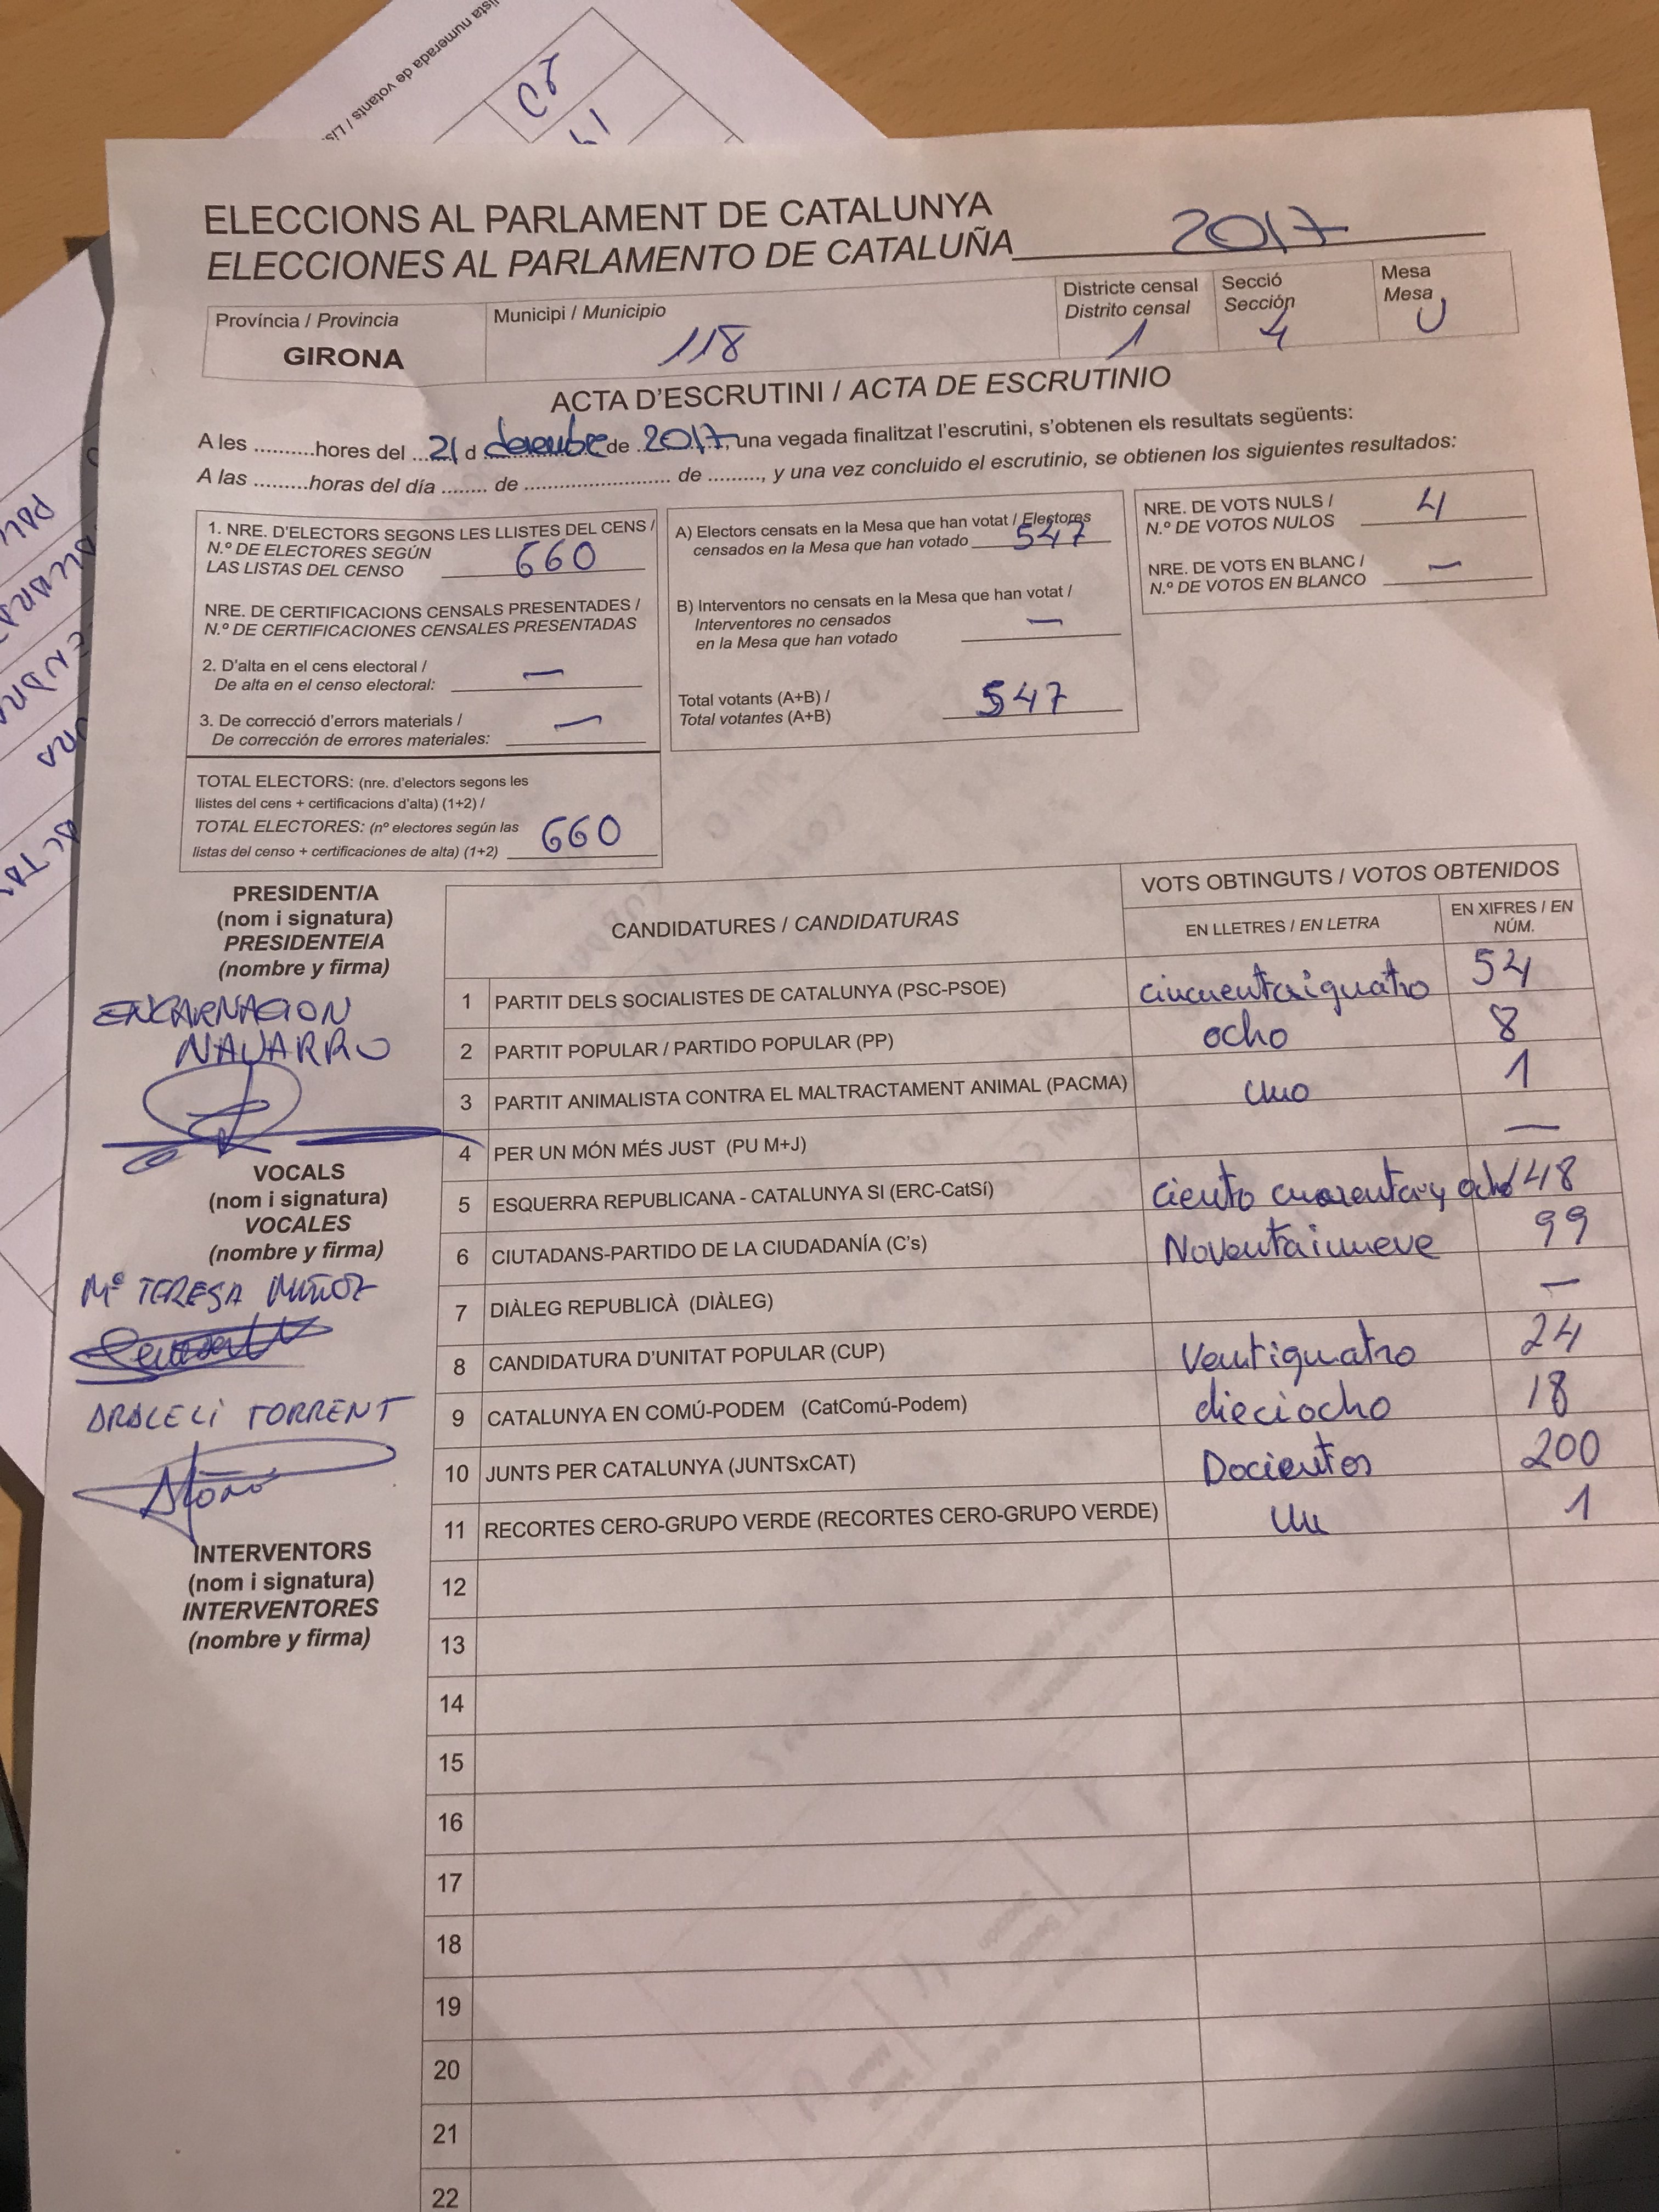 ELECCIONS AL PARLAMENT DE CATALUNYA
ELECCIONES AL PARLAMENTO DE CATALUÑA 2017
Provincia / Provincia
GIRONA
Municipi / Municipio
118
Districte censal
Distrito censal
1
Secció
Sección
4
Mesa
Mesa
U
ACTA D'ESCRUTINI / ACTA DE ESCRUTINIO
A les ...........hores del ...21 d desembre de ..2017, una vegada finalitzat l'escrutini, s'obtenen els resultats següents:
A las ...........horas del día ....... de ....................... de ........, y una vez concluido el escrutinio, se obtienen los siguientes resultados:
1. NRE. D'ELECTORS SEGONS LES LLISTES DEL CENS /
N.º DE ELECTORES SEGÚN
LAS LISTAS DEL CENSO 660
NRE. DE CERTIFICACIONS CENSALS PRESENTADES /
N.º DE CERTIFICACIONES CENSALES PRESENTADAS
2. D'alta en el cens electoral /
De alta en el censo electoral: —
3. De correcció d'errors materials /
De corrección de errores materiales: —
TOTAL ELECTORS: (nre. d'electors segons les
llistes del cens + certificacions d'alta) (1+2) /
TOTAL ELECTORES: (nº electores según las
listas del censo + certificaciones de alta) (1+2) 660
A) Electors censats en la Mesa que han votat / Electores
censados en la Mesa que han votado 547
B) Interventors no censats en la Mesa que han votat /
Interventores no censados
en la Mesa que han votado —
Total votants (A+B) /
Total votantes (A+B) 547
NRE. DE VOTS NULS /
N.º DE VOTOS NULOS 4
NRE. DE VOTS EN BLANC /
N.º DE VOTOS EN BLANCO —
PRESIDENT/A
(nom i signatura)
PRESIDENTE/A
(nombre y firma)
ENCARNACION
NAVARRO
VOCALS
(nom i signatura)
VOCALES
(nombre y firma)
Mª TERESA MUÑOZ
ARACELI TORRENT
INTERVENTORS
(nom i signatura)
INTERVENTORES
(nombre y firma)
CANDIDATURES / CANDIDATURAS
VOTS OBTINGUTS / VOTOS OBTENIDOS
EN LLETRES / EN LETRA
EN XIFRES / EN NÚM.
1 PARTIT DELS SOCIALISTES DE CATALUNYA (PSC-PSOE) cincuentaiquatro 54
2 PARTIT POPULAR / PARTIDO POPULAR (PP) ocho 8
3 PARTIT ANIMALISTA CONTRA EL MALTRACTAMENT ANIMAL (PACMA) uno 1
4 PER UN MÓN MÉS JUST (PU M+J) —
5 ESQUERRA REPUBLICANA - CATALUNYA SI (ERC-CatSí) Ciento cuarenta y ocho 148
6 CIUTADANS-PARTIDO DE LA CIUDADANÍA (C's) Noventainueve 99
7 DIÀLEG REPUBLICÀ (DIÀLEG) —
8 CANDIDATURA D'UNITAT POPULAR (CUP) Ventiquatro 24
9 CATALUNYA EN COMÚ-PODEM (CatComú-Podem) dieciocho 18
10 JUNTS PER CATALUNYA (JUNTSxCAT) Docientos 200
11 RECORTES CERO-GRUPO VERDE (RECORTES CERO-GRUPO VERDE) un 1
12
13
14
15
16
17
18
19
20
21
22